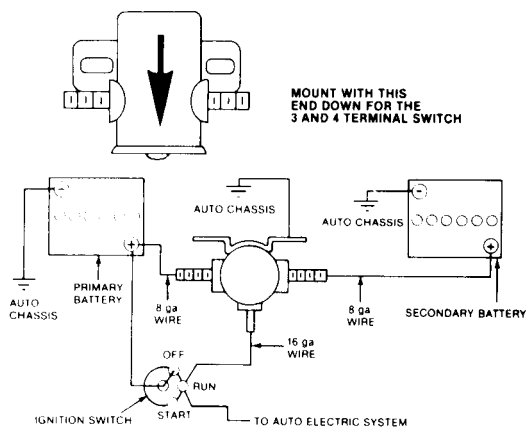 MOUNT WITH THIS
END DOWN FOR THE
3 AND 4 TERMINAL SWITCH
AUTO CHASSIS
AUTO CHASSIS
AUTO
CHASSIS
PRIMARY
BATTERY
8 ga
WIRE
8 ga
WIRE
SECONDARY BATTERY
16 ga
WIRE
OFF
RUN
START
IGNITION SWITCH
TO AUTO ELECTRIC SYSTEM